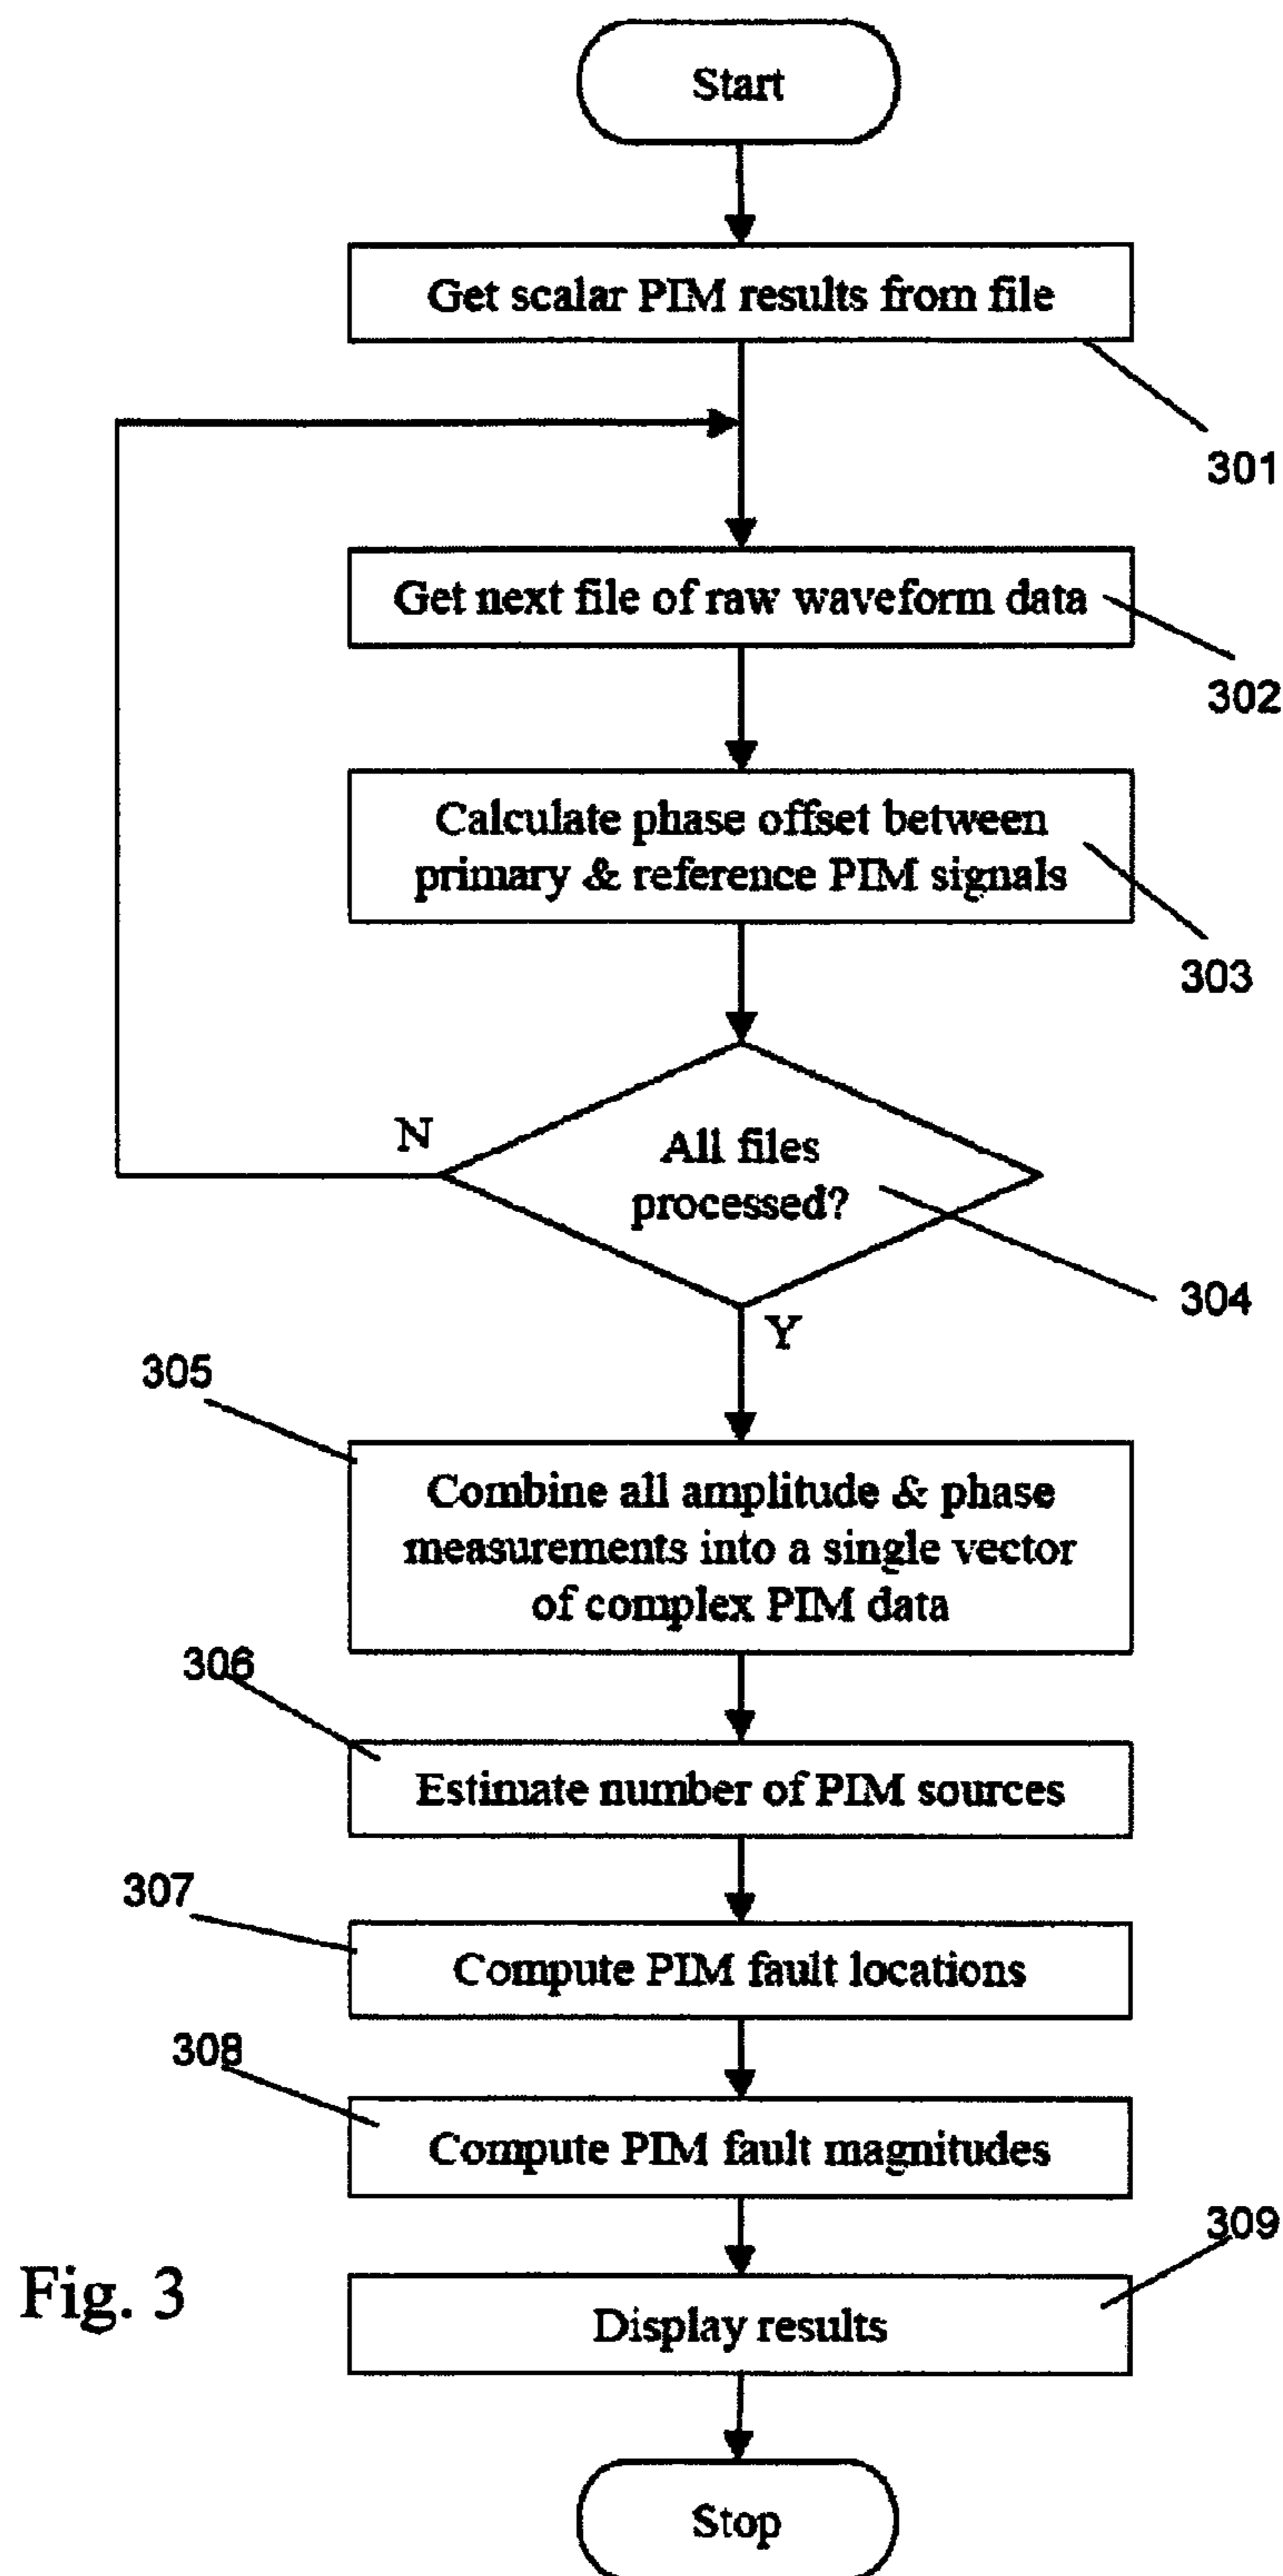 Start
Get scalar PIM results from file
301
Get next file of raw waveform data
302
Calculate phase offset between
primary & reference PIM signals
303
N
All files
processed?
304
Y
305
Combine all amplitude & phase
measurements into a single vector
of complex PIM data
306
Estimate number of PIM sources
307
Compute PIM fault locations
308
Compute PIM fault magnitudes
309
Display results
Fig. 3
Stop